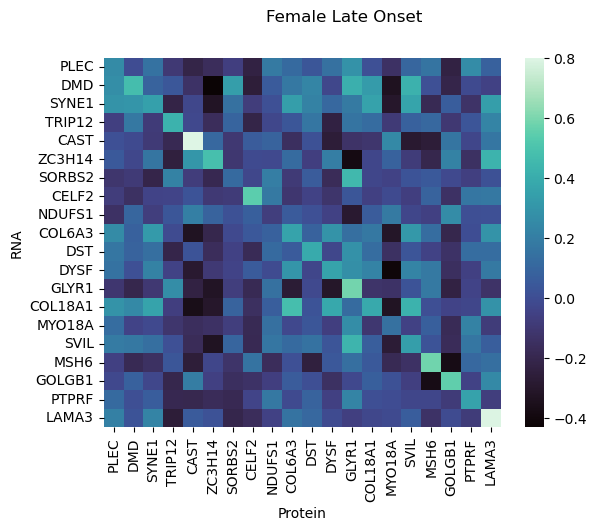 Female Late Onset
PLEC
DMD
SYNE1
TRIP12
CAST
ZC3H14
SORBS2
CELF2
NDUFS1
COL6A3
DST
DYSF
GLYR1
COL18A1
MYO18A
SVIL
MSH6
GOLGB1
PTPRF
LAMA3
RNA
PLEC
DMD
SYNE1
TRIP12
CAST
ZC3H14
SORBS2
CELF2
NDUFS1
COL6A3
DST
DYSF
GLYR1
COL18A1
MYO18A
SVIL
MSH6
GOLGB1
PTPRF
LAMA3
Protein
0.8
0.6
0.4
0.2
0.0
−0.2
−0.4